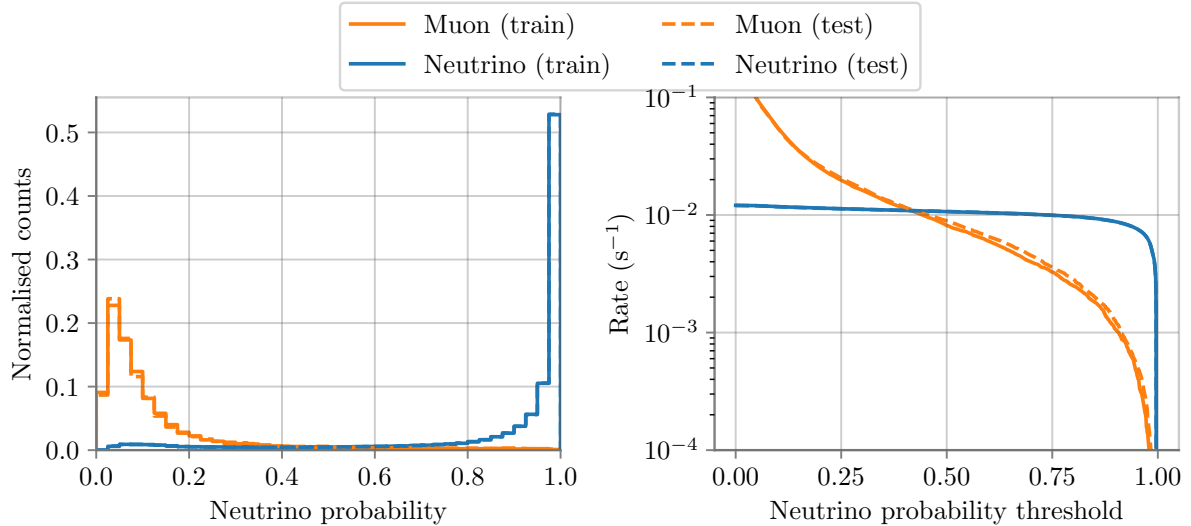 Muon (train)
Muon (test)
Neutrino (train)
Neutrino (test)
Normalised counts
0.5
0.4
0.3
0.2
0.1
0.0
0.0
0.2
0.4
0.6
0.8
1.0
Neutrino probability
Rate (s⁻¹)
10⁻¹
10⁻²
10⁻³
10⁻⁴
0.00
0.25
0.50
0.75
1.00
Neutrino probability threshold